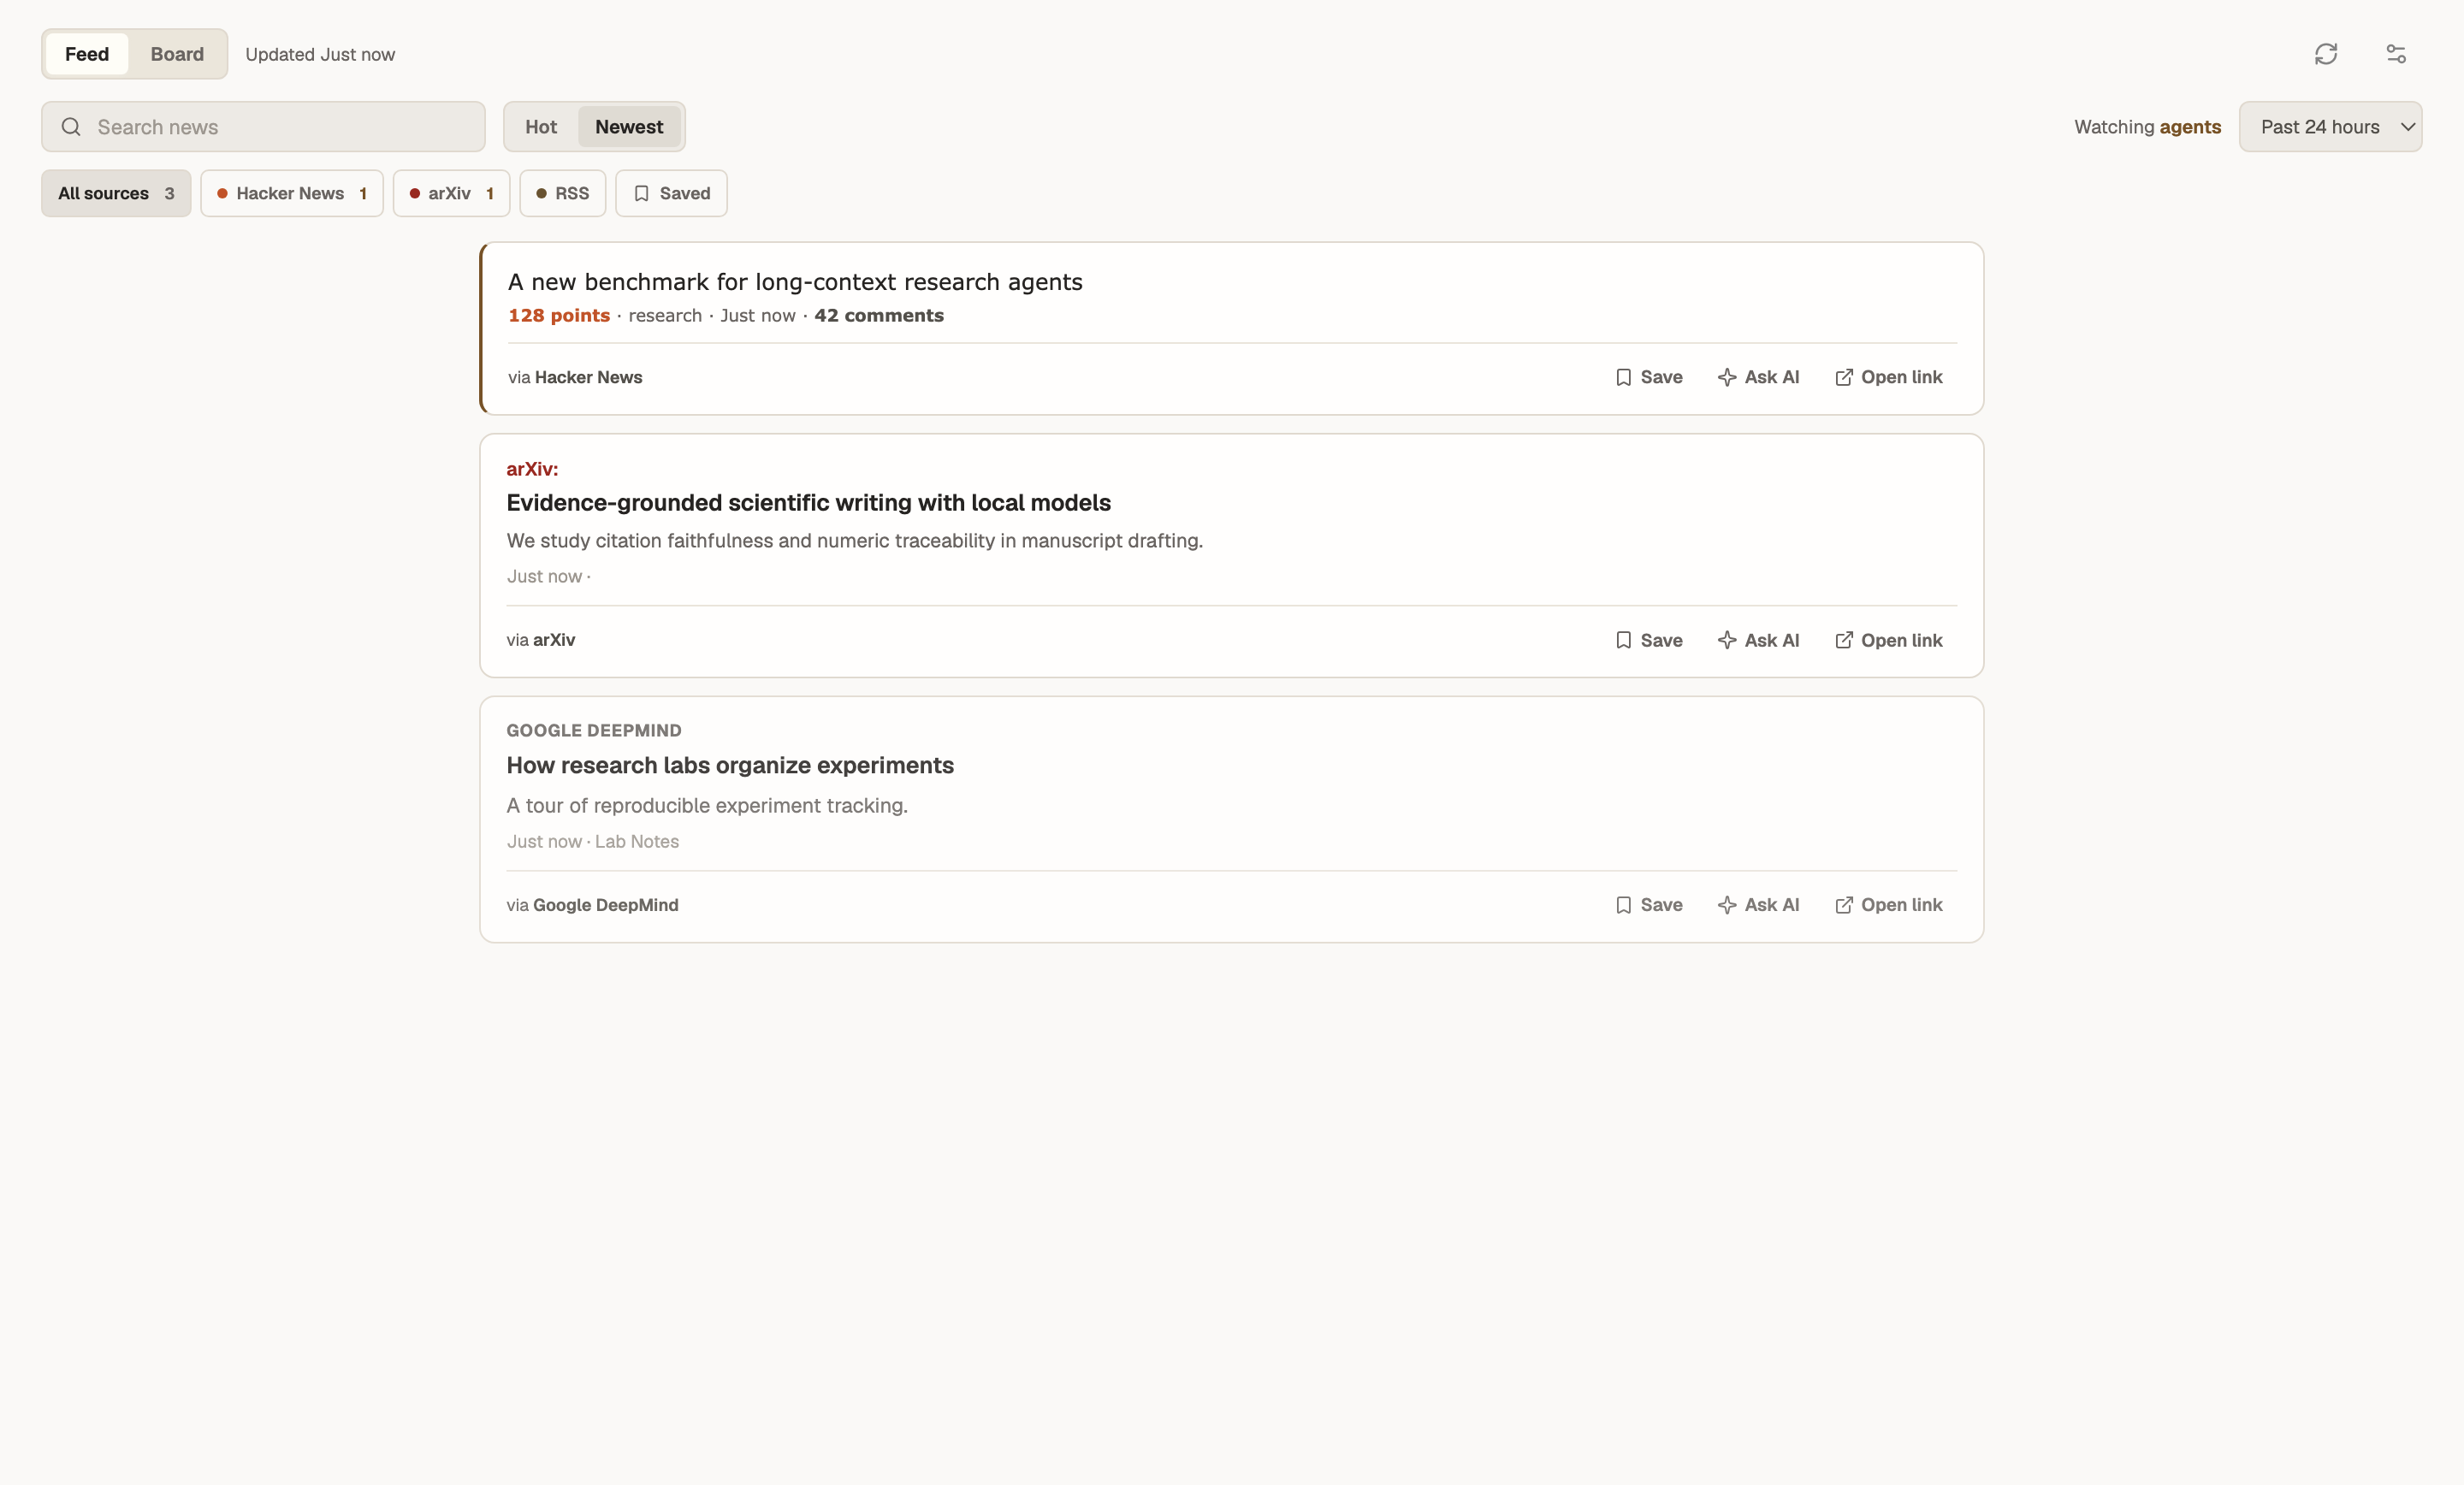 Feed Board Updated Just now
Search news Hot Newest Watching agents Past 24 hours
All sources 3 Hacker News 1 arXiv 1 RSS Saved
A new benchmark for long-context research agents
128 points · research · Just now · 42 comments
via Hacker News Save Ask AI Open link
arXiv:
Evidence-grounded scientific writing with local models
We study citation faithfulness and numeric traceability in manuscript drafting.
Just now ·
via arXiv Save Ask AI Open link
GOOGLE DEEPMIND
How research labs organize experiments
A tour of reproducible experiment tracking.
Just now · Lab Notes
via Google DeepMind Save Ask AI Open link